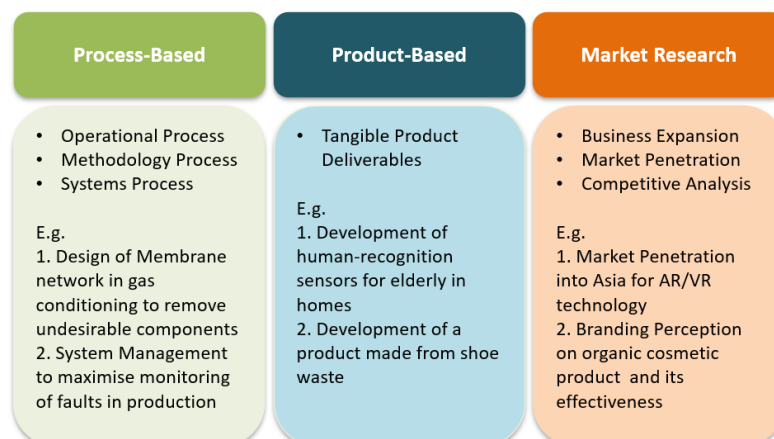 Process-Based
• Operational Process
• Methodology Process
• Systems Process
E.g.
1. Design of Membrane
network in gas
conditioning to remove
undesirable components
2. System Management
to maximise monitoring
of faults in production
Product-Based
• Tangible Product
Deliverables
E.g.
1. Development of
human-recognition
sensors for elderly in
homes
2. Development of a
product made from shoe
waste
Market Research
• Business Expansion
• Market Penetration
• Competitive Analysis
E.g.
1. Market Penetration
into Asia for AR/VR
technology
2. Branding Perception
on organic cosmetic
product and its
effectiveness